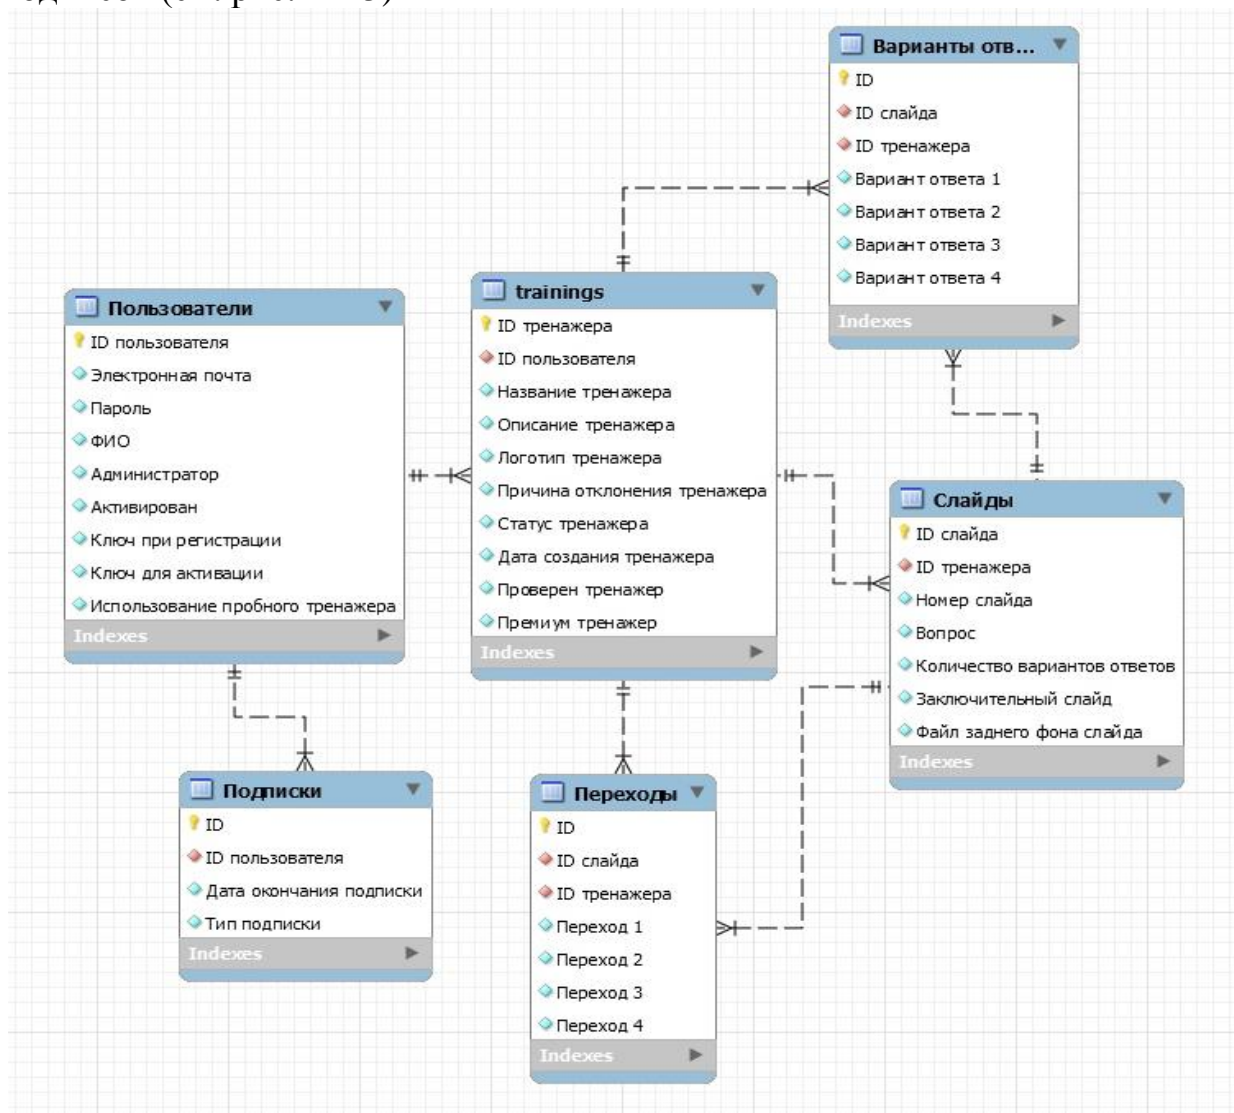 Варианты отв...
ID
ID слайда
ID тренажера
Вариант ответа 1
Вариант ответа 2
Вариант ответа 3
Вариант ответа 4
Indexes
Пользователи
ID пользователя
Электронная почта
Пароль
ФИО
Администратор
Активирован
Ключ при регистрации
Ключ для активации
Использование пробного тренажера
Indexes
trainings
ID тренажера
ID пользователя
Название тренажера
Описание тренажера
Логотип тренажера
Причина отклонения тренажера
Статус тренажера
Дата создания тренажера
Проверен тренажер
Премиум тренажер
Indexes
Слайды
ID слайда
ID тренажера
Номер слайда
Вопрос
Количество вариантов ответов
Заключительный слайд
Файл заднего фона слайда
Indexes
Подписки
ID
ID пользователя
Дата окончания подписки
Тип подписки
Indexes
Переходы
ID
ID слайда
ID тренажера
Переход 1
Переход 2
Переход 3
Переход 4
Indexes